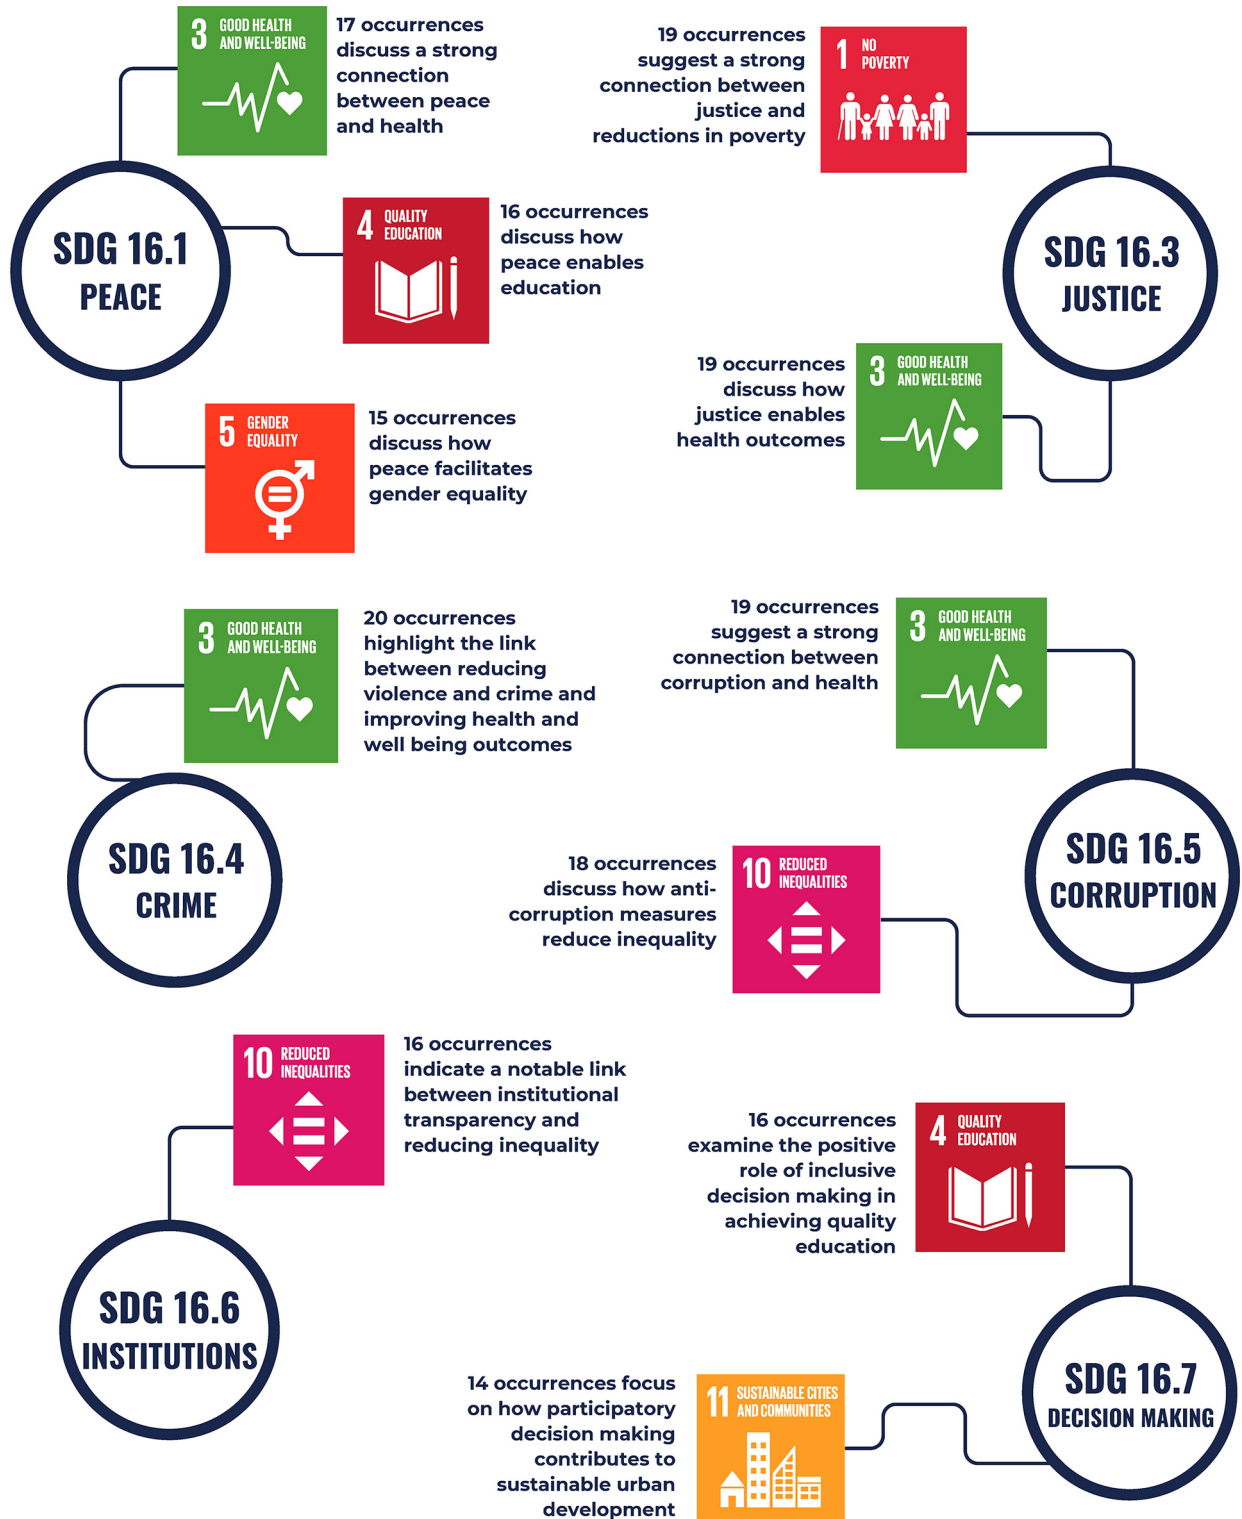 3 GOOD HEALTH
AND WELL-BEING
17 occurrences
discuss a strong
connection
between peace
and health
SDG 16.1
PEACE
4 QUALITY
EDUCATION
16 occurrences
discuss how
peace enables
education
5 GENDER
EQUALITY
15 occurrences
discuss how
peace facilitates
gender equality
19 occurrences
suggest a strong
connection between
justice and
reductions in poverty
1 NO
POVERTY
SDG 16.3
JUSTICE
19 occurrences
discuss how
justice enables
health outcomes
3 GOOD HEALTH
AND WELL-BEING
3 GOOD HEALTH
AND WELL-BEING
20 occurrences
highlight the link
between reducing
violence and crime and
improving health and
well being outcomes
SDG 16.4
CRIME
19 occurrences
suggest a strong
connection between
corruption and health
3 GOOD HEALTH
AND WELL-BEING
SDG 16.5
CORRUPTION
18 occurrences
discuss how anti-
corruption measures
reduce inequality
10 REDUCED
INEQUALITIES
10 REDUCED
INEQUALITIES
16 occurrences
indicate a notable link
between institutional
transparency and
reducing inequality
SDG 16.6
INSTITUTIONS
16 occurrences
examine the positive
role of inclusive
decision making in
achieving quality
education
4 QUALITY
EDUCATION
SDG 16.7
DECISION MAKING
14 occurrences focus
on how participatory
decision making
contributes to
sustainable urban
development
11 SUSTAINABLE CITIES
AND COMMUNITIES